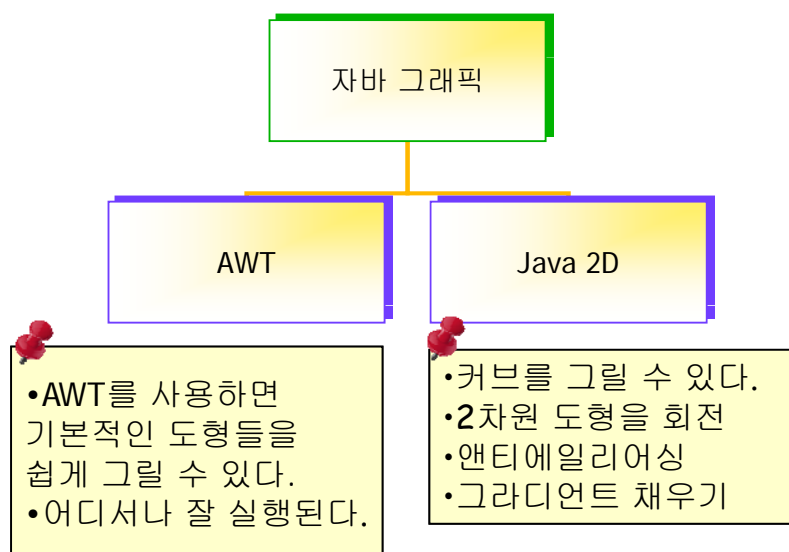 자바 그래픽
AWT
Java 2D
•AWT를 사용하면
기본적인 도형들을
쉽게 그릴 수 있다.
•어디서나 잘 실행된다.
•커브를 그릴 수 있다.
•2차원 도형을 회전
•앤티에일리어싱
•그라디언트 채우기